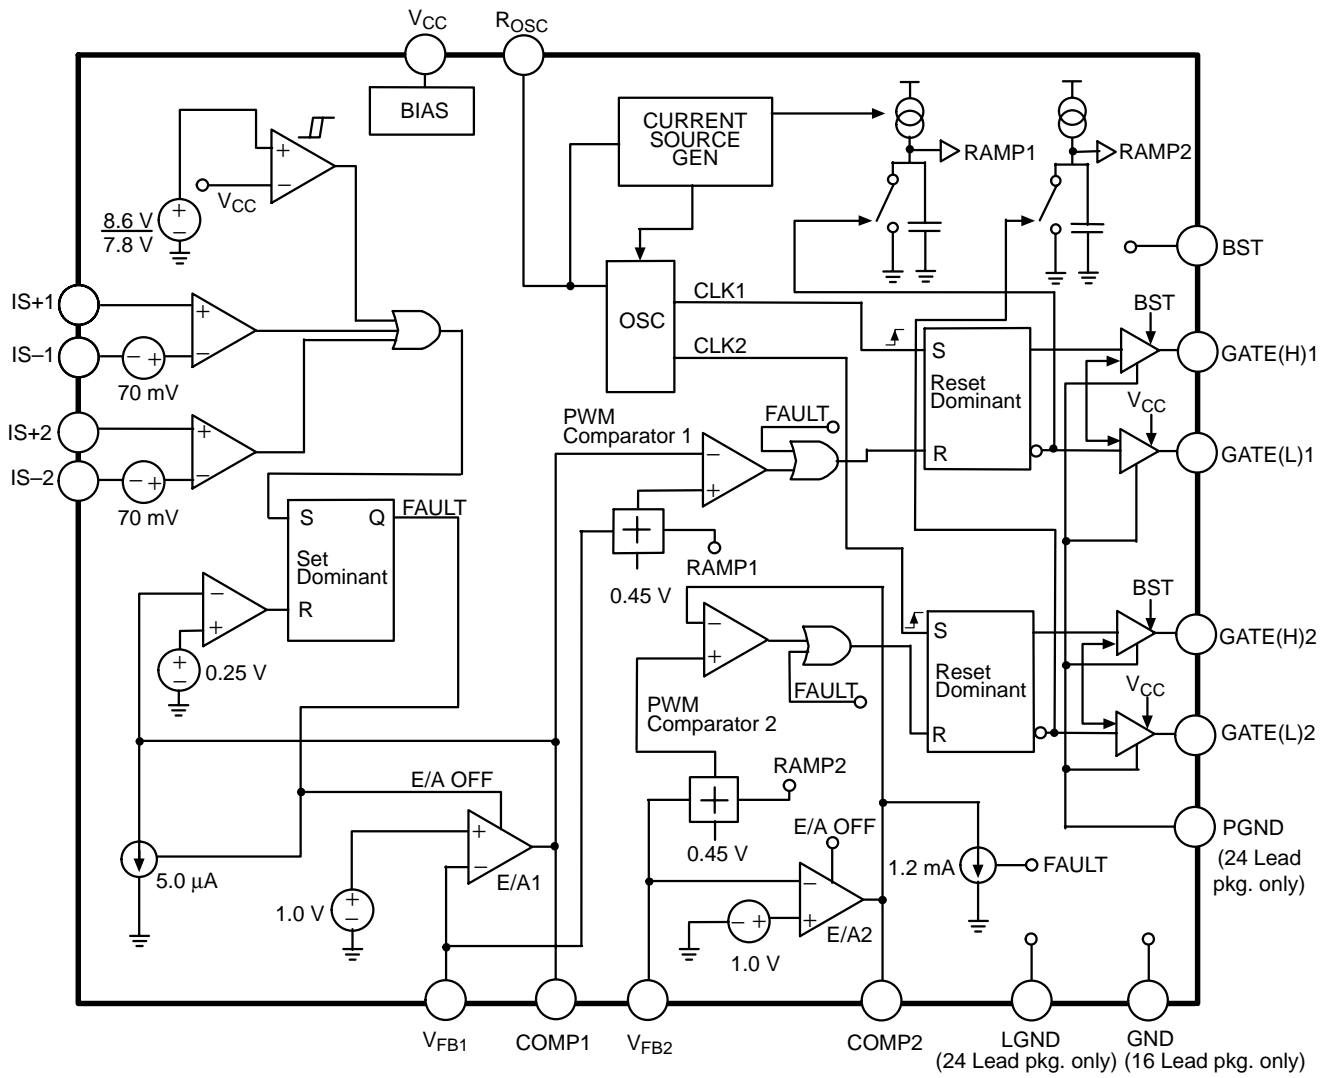 VCC
ROSC
BIAS
CURRENT
SOURCE
GEN
RAMP1
RAMP2
+
−
VCC
8.6 V
7.8 V
+
−
BST
IS+1
IS−1
− +
70 mV
+
−
OSC
CLK1
CLK2
S
Reset
Dominant
R
BST
GATE(H)1
VCC
GATE(L)1
IS+2
IS−2
− +
70 mV
+
−
PWM
Comparator 1
FAULT
−
+
+
RAMP1
0.45 V
S
Q
FAULT
Set
Dominant
R
−
+
+
−
0.25 V
−
+
PWM
Comparator 2
FAULT
S
Reset
Dominant
R
BST
GATE(H)2
VCC
GATE(L)2
E/A OFF
+
−
E/A1
5.0 μA
1.0 V
+
−
+
RAMP2
0.45 V
E/A OFF
−
+
E/A2
− +
1.0 V
1.2 mA
FAULT
PGND
(24 Lead
pkg. only)
VFB1
COMP1
VFB2
COMP2
LGND
(24 Lead pkg. only)
GND
(16 Lead pkg. only)